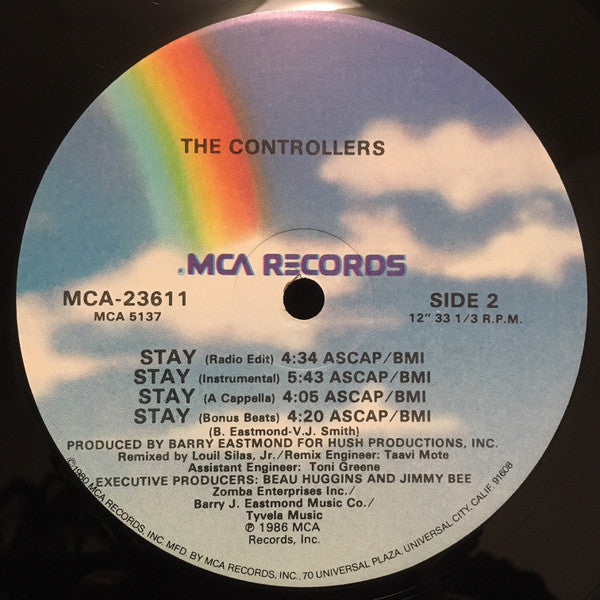 THE CONTROLLERS
MCA RECORDS
MCA-23611
MCA 5137
SIDE 2
12" 33 1/3 R.P.M.
STAY (Radio Edit) 4:34 ASCAP/BMI
STAY (Instrumental) 5:43 ASCAP/BMI
STAY (A Cappella) 4:05 ASCAP/BMI
STAY (Bonus Beats) 4:20 ASCAP/BMI
(B. Eastmond-V.J. Smith)
PRODUCED BY BARRY EASTMOND FOR HUSH PRODUCTIONS, INC.
Remixed by Louil Silas, Jr./Remix Engineer: Taavi Mote
Assistant Engineer: Toni Greene
EXECUTIVE PRODUCERS: BEAU HUGGINS AND JIMMY BEE
Zomba Enterprises Inc./
Barry J. Eastmond Music Co./
Tyvela Music
℗ 1986 MCA
Records, Inc.
©1980 MCA RECORDS, INC. MFD. BY MCA RECORDS, INC., 70 UNIVERSAL PLAZA, UNIVERSAL CITY, CALIF. 91608